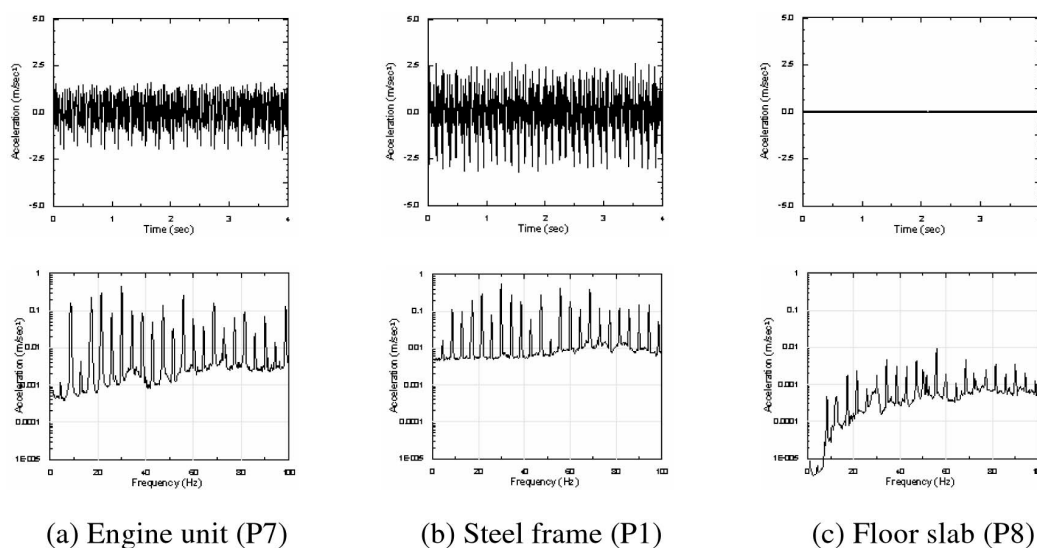 5.0
2.5
0.0
-2.5
-5.0
Acceleration (m/sec²)
0 1 2 3 4
Time (sec)
5.0
2.5
0.0
-2.5
-5.0
Acceleration (m/sec²)
0 1 2 3 4
Time (sec)
5.0
2.5
0.0
-2.5
-5.0
Acceleration (m/sec²)
0 1 2 3
Time (sec)
1
0.1
0.01
0.001
0.0001
1E-005
Acceleration (m/sec²)
0 20 40 60 80 100
Frequency (Hz)
1
0.1
0.01
0.001
0.0001
1E-005
Acceleration (m/sec²)
0 20 40 60 80 100
Frequency (Hz)
1
0.1
0.01
0.001
0.0001
1E-005
Acceleration (m/sec²)
0 20 40 60 80 100
Frequency (Hz)
(a) Engine unit (P7) (b) Steel frame (P1) (c) Floor slab (P8)